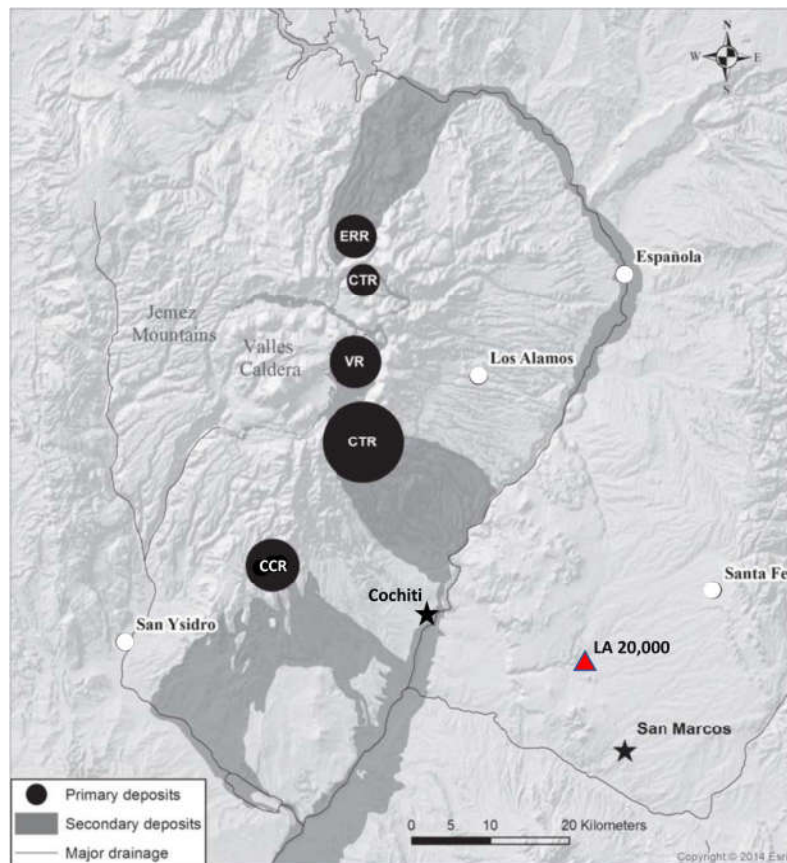 N
W E
S
ERR
CTR
Española
Jemez
Mountains
Valles
Caldera
VR
Los Alamos
CTR
CCR
Santa Fe
Cochiti
San Ysidro
LA 20,000
San Marcos
Primary deposits
Secondary deposits
Major drainage
0 5 10 20 Kilometers
Copyright © 2014 Esri